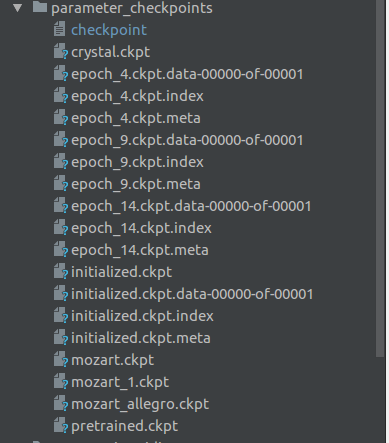 parameter_checkpoints
checkpoint
crystal.ckpt
epoch_4.ckpt.data-00000-of-00001
epoch_4.ckpt.index
epoch_4.ckpt.meta
epoch_9.ckpt.data-00000-of-00001
epoch_9.ckpt.index
epoch_9.ckpt.meta
epoch_14.ckpt.data-00000-of-00001
epoch_14.ckpt.index
epoch_14.ckpt.meta
initialized.ckpt
initialized.ckpt.data-00000-of-00001
initialized.ckpt.index
initialized.ckpt.meta
mozart.ckpt
mozart_1.ckpt
mozart_allegro.ckpt
pretrained.ckpt